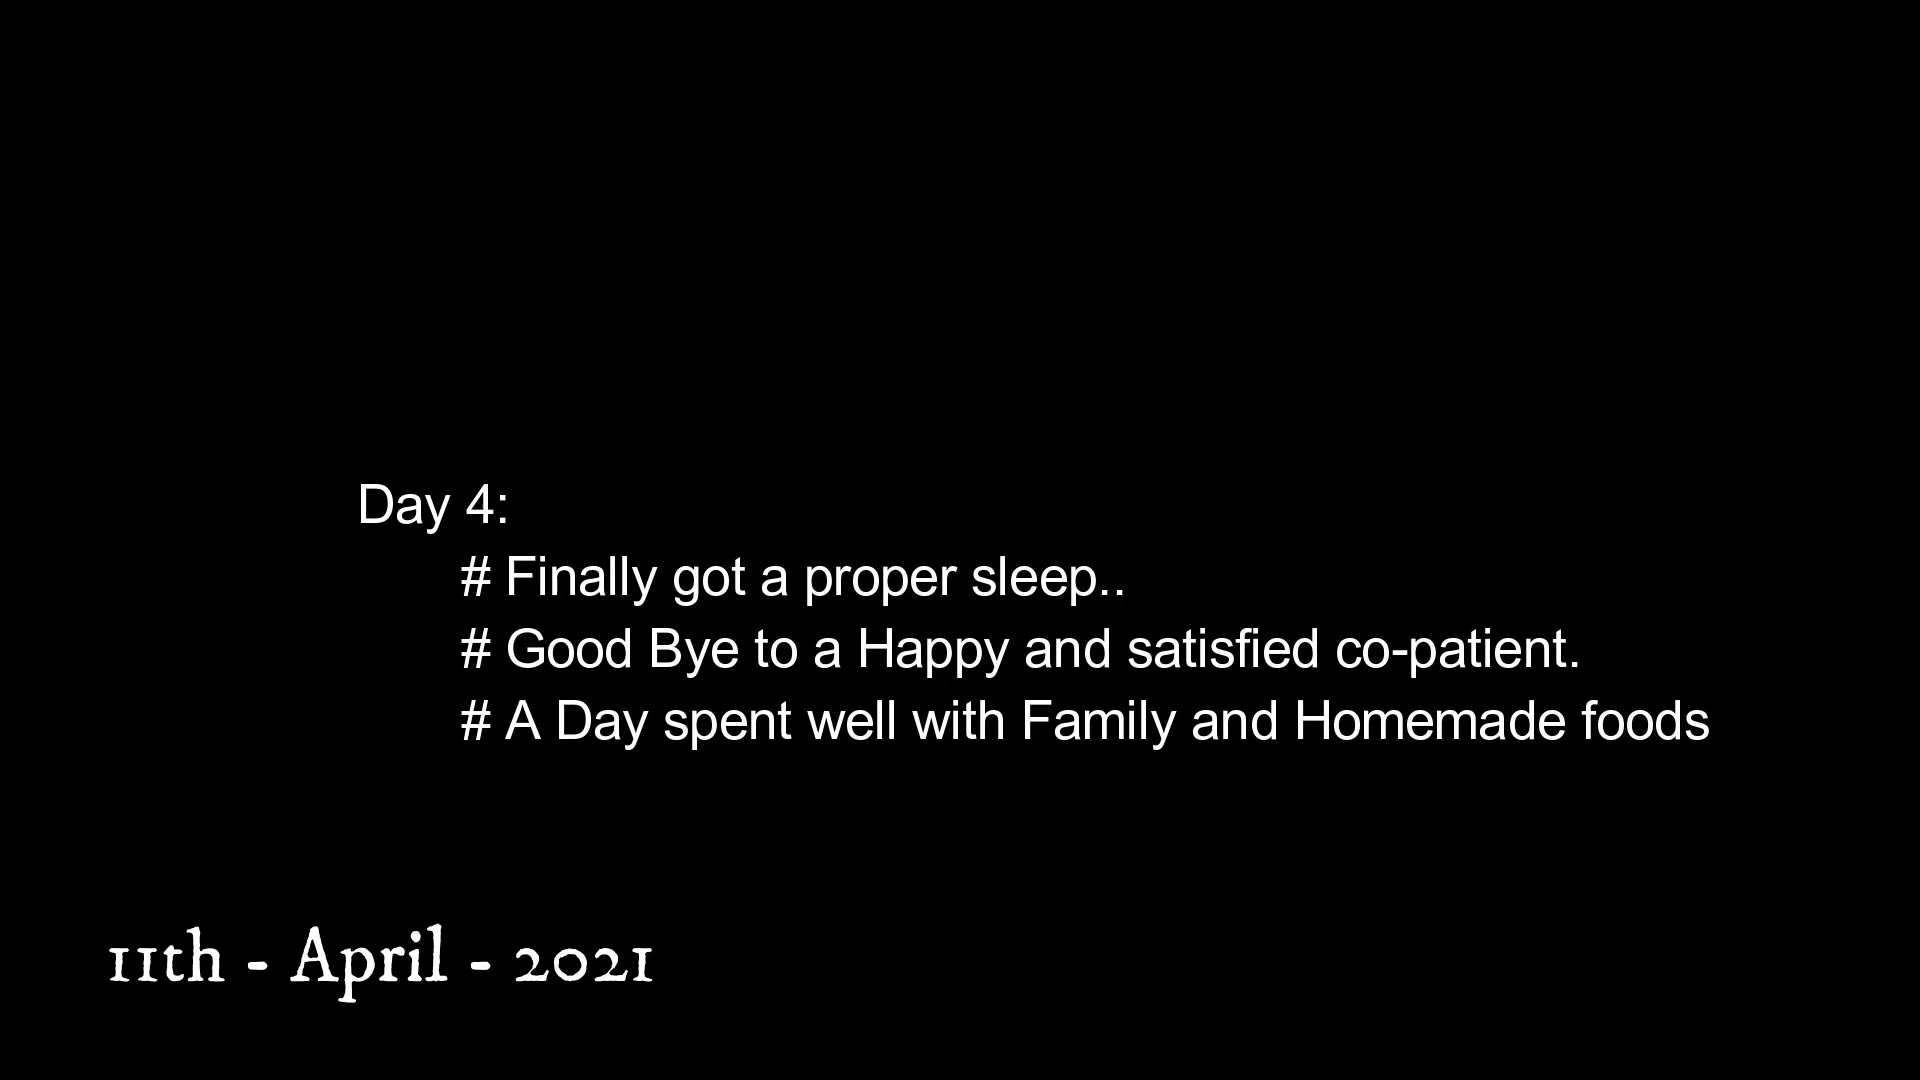 Day 4:
# Finally got a proper sleep..
# Good Bye to a Happy and satisfied co-patient.
# A Day spent well with Family and Homemade foods
11th - April - 2021